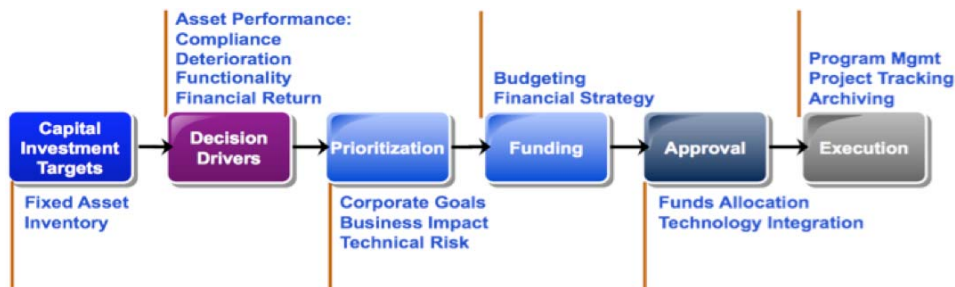 Asset Performance:
Compliance
Deterioration
Functionality
Financial Return
Budgeting
Financial Strategy
Program Mgmt
Project Tracking
Archiving
Capital
Investment
Targets
Decision
Drivers
Prioritization
Funding
Approval
Execution
Fixed Asset
Inventory
Corporate Goals
Business Impact
Technical Risk
Funds Allocation
Technology Integration